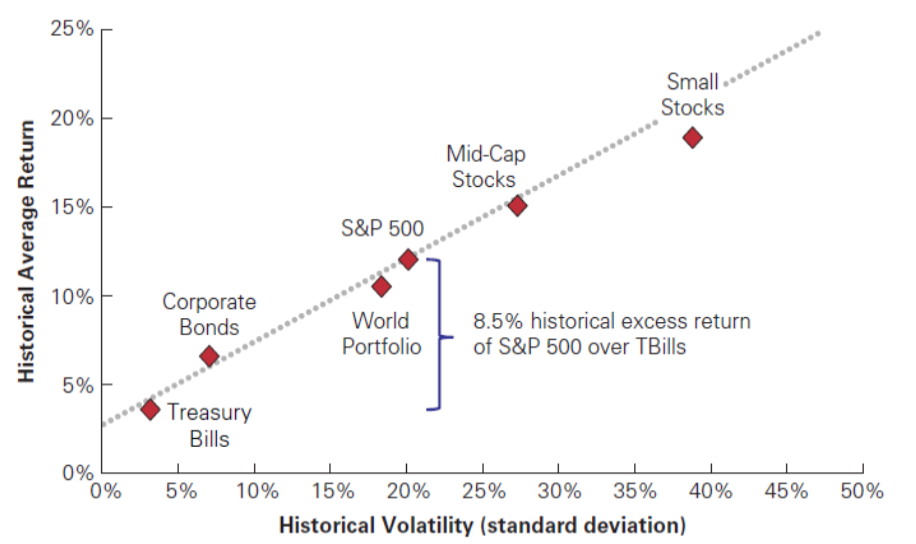 25%
20%
15%
10%
5%
0%
Historical Average Return
Small
Stocks
Mid-Cap
Stocks
S&P 500
Corporate
Bonds
World
Portfolio
8.5% historical excess return
of S&P 500 over TBills
Treasury
Bills
0% 5% 10% 15% 20% 25% 30% 35% 40% 45% 50%
Historical Volatility (standard deviation)